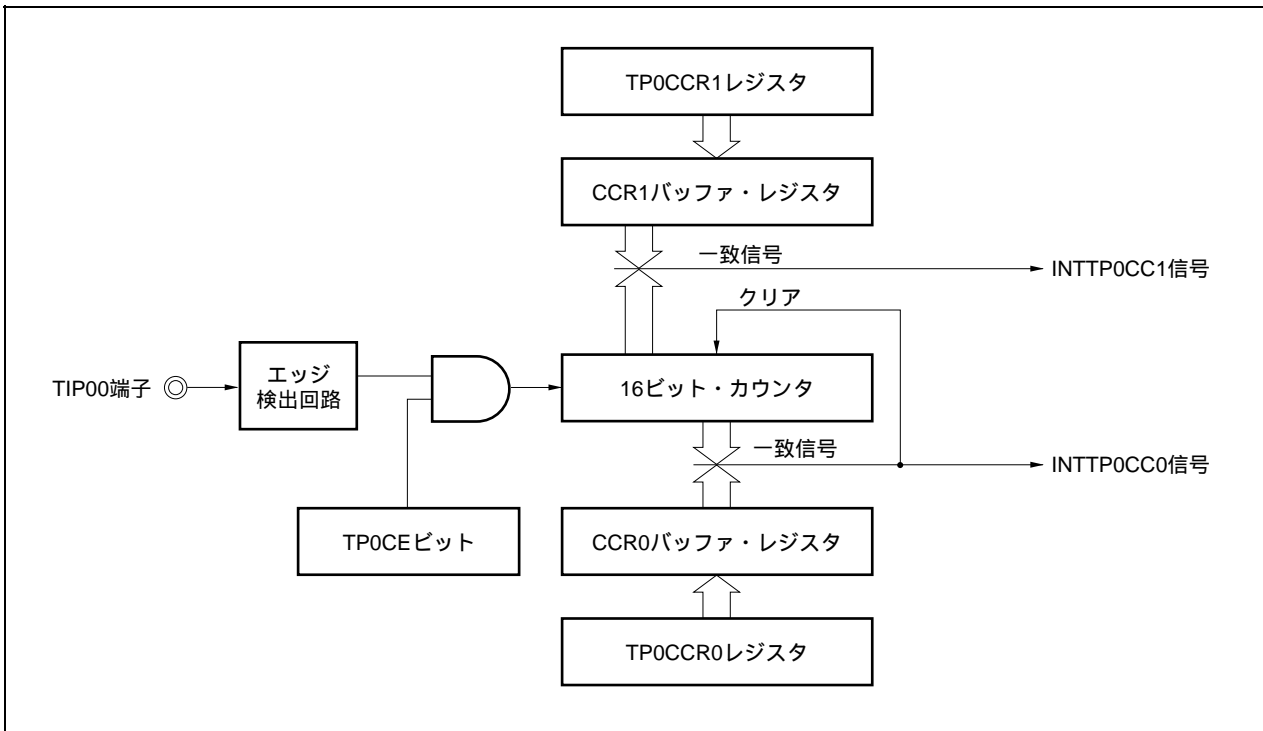 TP0CCR1レジスタ
CCR1バッファ・レジスタ
一致信号
INTTP0CC1信号
クリア
TIP00端子
エッジ
検出回路
16ビット・カウンタ
一致信号
INTTP0CC0信号
TP0CEビット
CCR0バッファ・レジスタ
TP0CCR0レジスタ